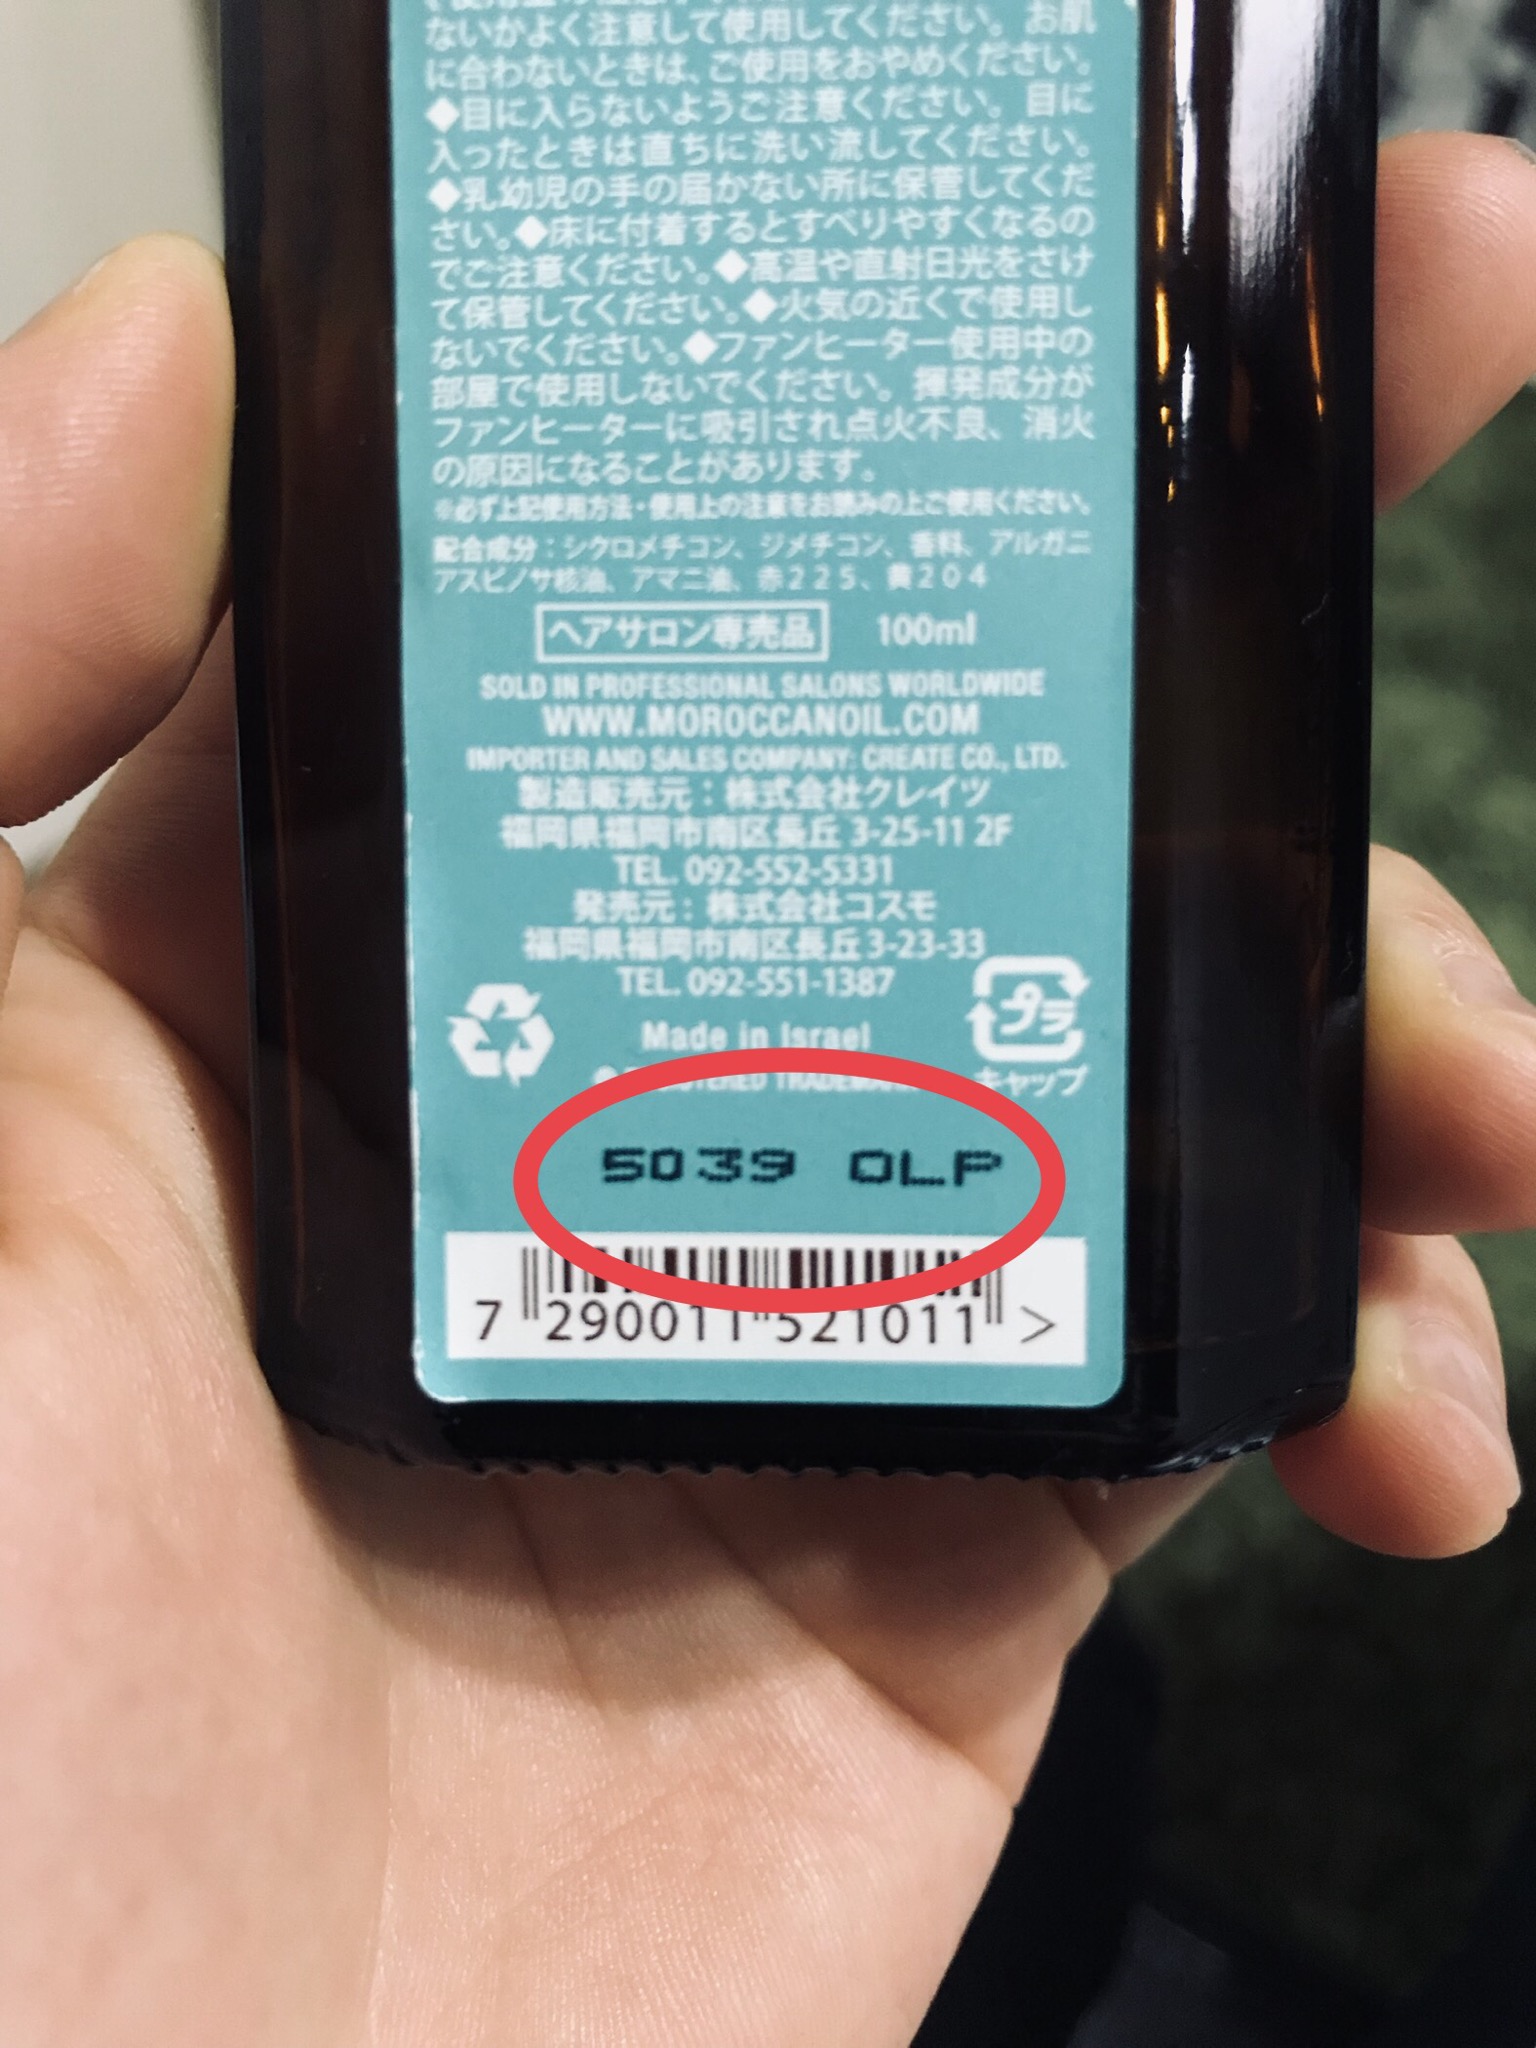 ないかよく注意して使用してください。お肌
に合わないときは、ご使用をおやめください。
◆目に入らないようご注意ください。目に
入ったときは直ちに洗い流してください。
◆乳幼児の手の届かない所に保管してくだ
さい。◆床に付着するとすべりやすくなるの
でご注意ください。◆高温や直射日光をさけ
て保管してください。◆火気の近くで使用し
ないでください。◆ファンヒーター使用中の
部屋で使用しないでください。揮発成分が
ファンヒーターに吸引され点火不良、消火
の原因になることがあります。
※必ず上記使用方法・使用上の注意をお読みの上ご使用ください。
配合成分：シクロメチコン、ジメチコン、香料、アルガニ
アスピノサ核油、アマニ油、赤２２５、黄２０４
ヘアサロン専売品 100ml
SOLD IN PROFESSIONAL SALONS WORLDWIDE
WWW.MOROCCANOIL.COM
IMPORTER AND SALES COMPANY: CREATE CO., LTD.
製造販売元：株式会社クレイツ
福岡県福岡市南区長丘 3-25-11 2F
TEL. 092-552-5331
発売元：株式会社コスモ
福岡県福岡市南区長丘 3-23-33
TEL. 092-551-1387
プラ
Made in Israel
キャップ
5039 OLP
7 290011 521011 >